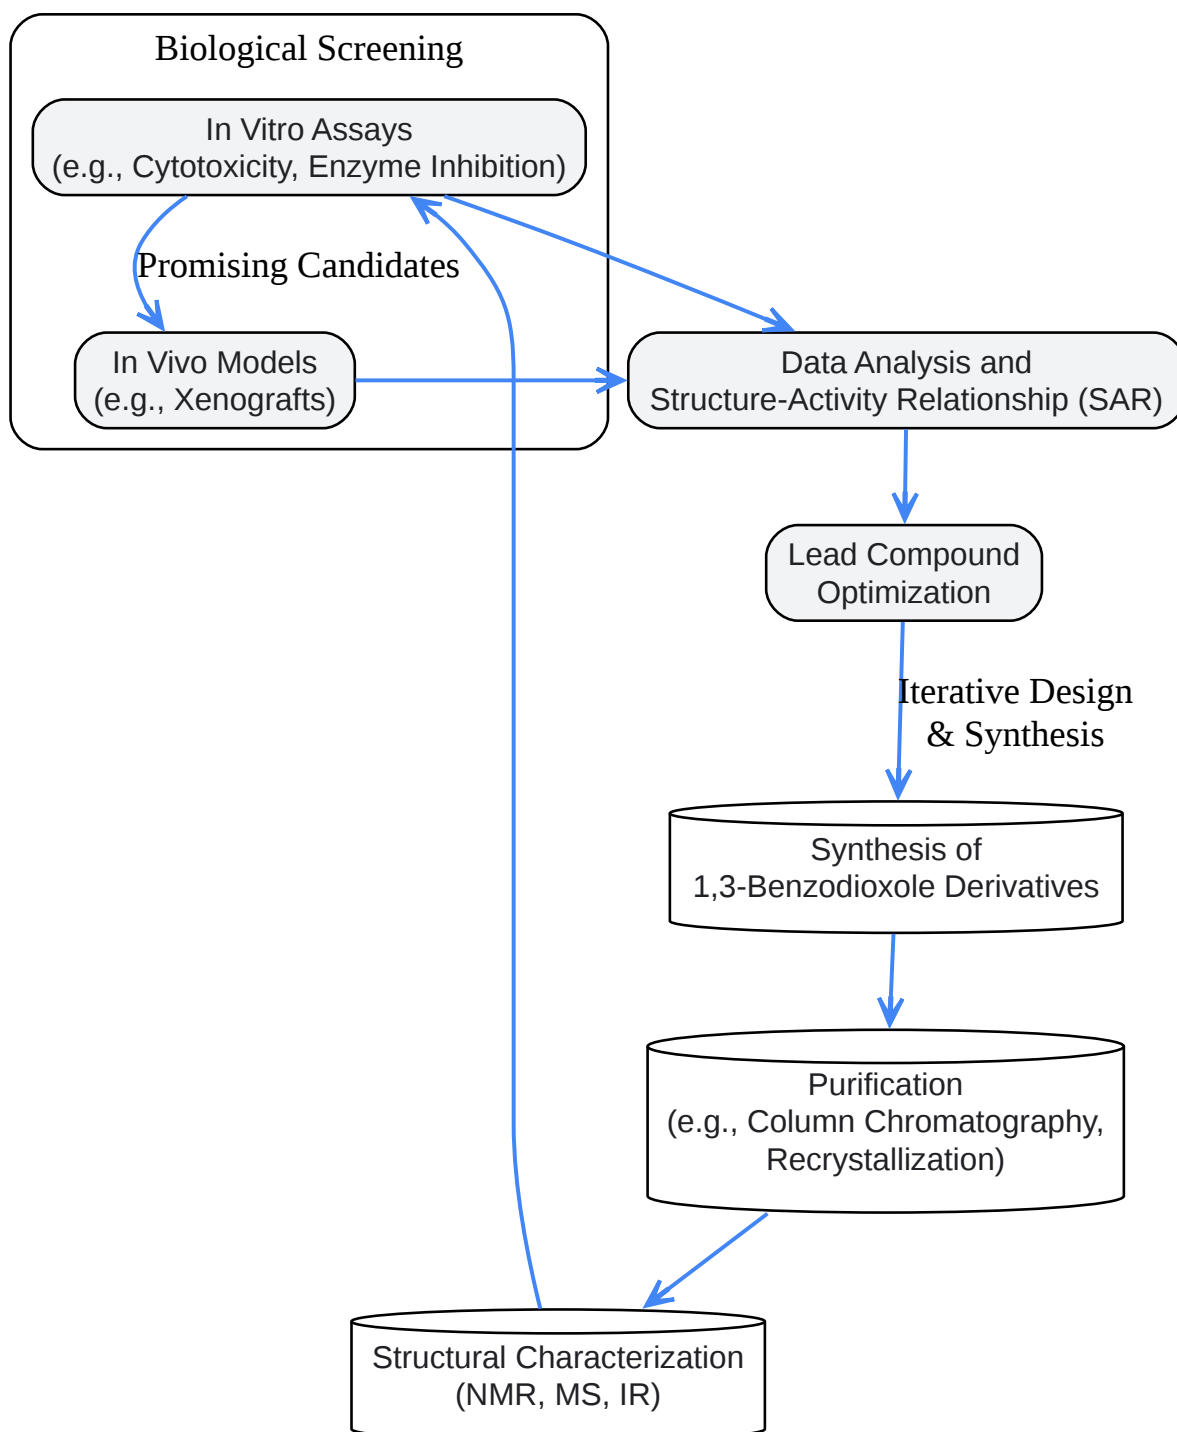 Biological Screening
In Vitro Assays
(e.g., Cytotoxicity, Enzyme Inhibition)
Promising Candidates
In Vivo Models
(e.g., Xenografts)
Data Analysis and
Structure-Activity Relationship (SAR)
Lead Compound
Optimization
Iterative Design
& Synthesis
Synthesis of
1,3-Benzodioxole Derivatives
Purification
(e.g., Column Chromatography,
Recrystallization)
Structural Characterization
(NMR, MS, IR)